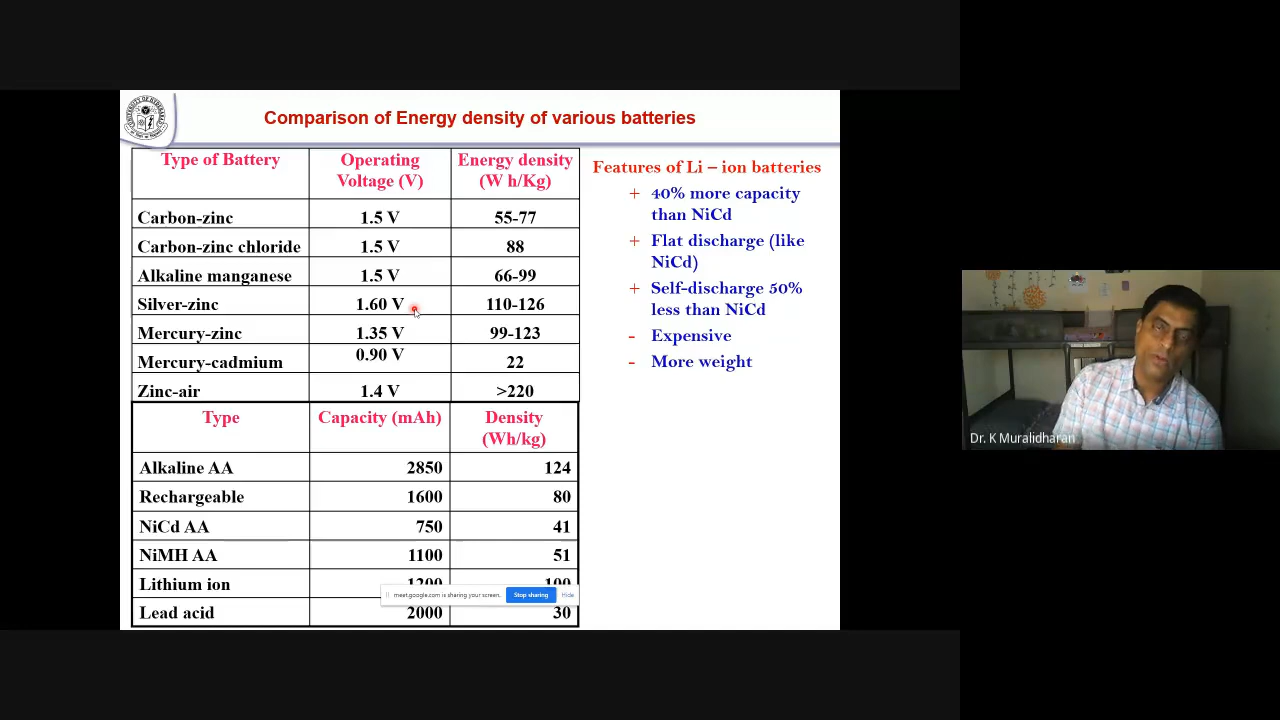 Comparison of Energy density of various batteries
Type of Battery Operating Voltage (V) Energy density (W h/Kg)
Carbon-zinc 1.5 V 55-77
Carbon-zinc chloride 1.5 V 88
Alkaline manganese 1.5 V 66-99
Silver-zinc 1.60 V 110-126
Mercury-zinc 1.35 V 99-123
Mercury-cadmium 0.90 V 22
Zinc-air 1.4 V >220
Type Capacity (mAh) Density (Wh/kg)
Alkaline AA 2850 124
Rechargeable 1600 80
NiCd AA 750 41
NiMH AA 1100 51
Lithium ion 1200 100
Lead acid 2000 30
meet.google.com is sharing your screen. Stop sharing Hide
Features of Li – ion batteries
+ 40% more capacity
than NiCd
+ Flat discharge (like
NiCd)
+ Self-discharge 50%
less than NiCd
- Expensive
- More weight
Dr. K Muralidharan